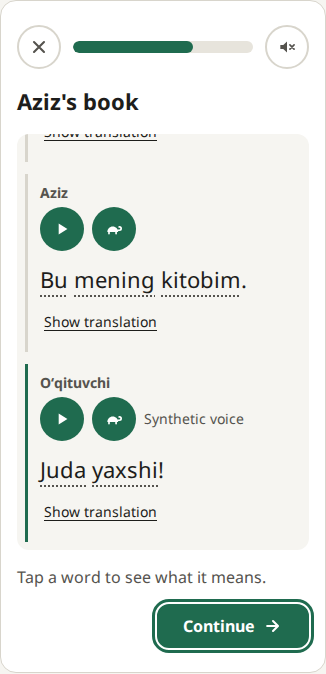 Aziz's book
Show translation
Aziz
Bu mening kitobim.
Show translation
Oʻqituvchi
Synthetic voice
Juda yaxshi!
Show translation
Tap a word to see what it means.
Continue →